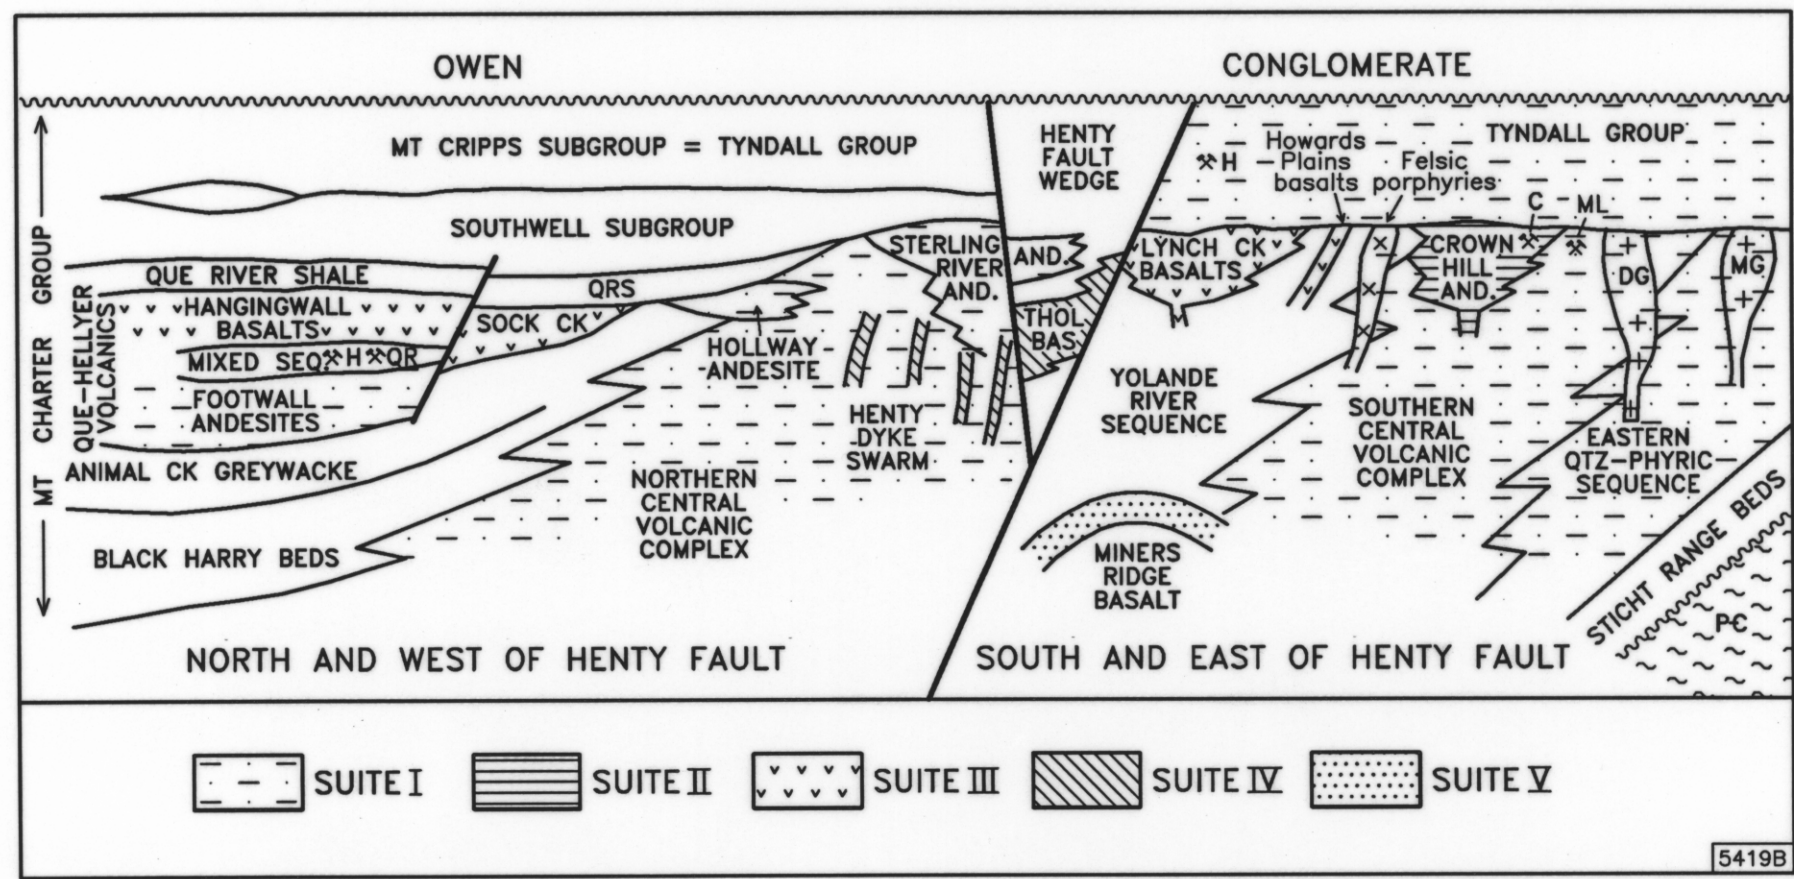 OWEN
CONGLOMERATE
MT CHARTER GROUP
MT CRIPPS SUBGROUP = TYNDALL GROUP
HENTY
FAULT
WEDGE
TYNDALL GROUP
H
Howards
Plains
basalts
Felsic
porphyries
C
ML
SOUTHWELL SUBGROUP
QUE RIVER SHALE
QUE-HELLYER
VOLCANICS
HANGINGWALL
BASALTS
MIXED SEQ. H QR
FOOTWALL
ANDESITES
ANIMAL CK GREYWACKE
BLACK HARRY BEDS
QRS
SOCK CK
HOLLWAY
ANDESITE
STERLING
RIVER
AND.
AND.
THOL
BAS
HENTY
DYKE
SWARM
NORTHERN
CENTRAL
VOLCANIC
COMPLEX
LYNCH CK
BASALTS
CROWN
HILL
AND.
DG
MG
YOLANDE
RIVER
SEQUENCE
SOUTHERN
CENTRAL
VOLCANIC
COMPLEX
EASTERN
QTZ-PHYRIC
SEQUENCE
MINERS
RIDGE
BASALT
STICHT RANGE BEDS
PC
NORTH AND WEST OF HENTY FAULT
SOUTH AND EAST OF HENTY FAULT
SUITE I
SUITE II
SUITE III
SUITE IV
SUITE V
5419B